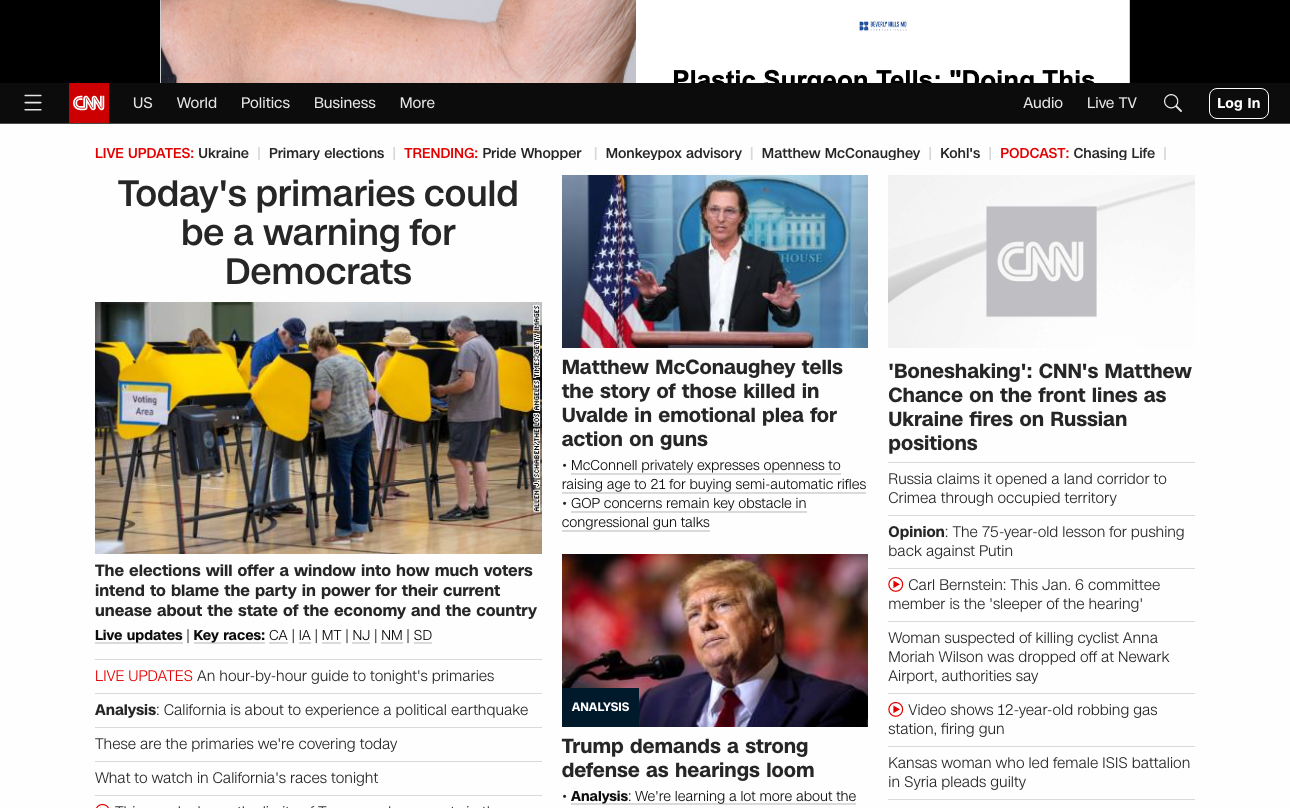 BEVERLY HILLS MD
Plastic Surgeon Tells: "Doing This
CNN
US
World
Politics
Business
More
Audio
Live TV
Log In
LIVE UPDATES: Ukraine | Primary elections | TRENDING: Pride Whopper | Monkeypox advisory | Matthew McConaughey | Kohl's | PODCAST: Chasing Life |
Today's primaries could
be a warning for
Democrats
Voting
Area
ALLEN J. SCHABEN/THE LOS ANGELES TIMES/GETTY IMAGES
The elections will offer a window into how much voters
intend to blame the party in power for their current
unease about the state of the economy and the country
Live updates | Key races: CA | IA | MT | NJ | NM | SD
LIVE UPDATES An hour-by-hour guide to tonight's primaries
Analysis: California is about to experience a political earthquake
These are the primaries we're covering today
What to watch in California's races tonight
Matthew McConaughey tells
the story of those killed in
Uvalde in emotional plea for
action on guns
• McConnell privately expresses openness to
raising age to 21 for buying semi-automatic rifles
• GOP concerns remain key obstacle in
congressional gun talks
ANALYSIS
Trump demands a strong
defense as hearings loom
• Analysis: We're learning a lot more about the
CNN
'Boneshaking': CNN's Matthew
Chance on the front lines as
Ukraine fires on Russian
positions
Russia claims it opened a land corridor to
Crimea through occupied territory
Opinion: The 75-year-old lesson for pushing
back against Putin
Carl Bernstein: This Jan. 6 committee
member is the 'sleeper of the hearing'
Woman suspected of killing cyclist Anna
Moriah Wilson was dropped off at Newark
Airport, authorities say
Video shows 12-year-old robbing gas
station, firing gun
Kansas woman who led female ISIS battalion
in Syria pleads guilty